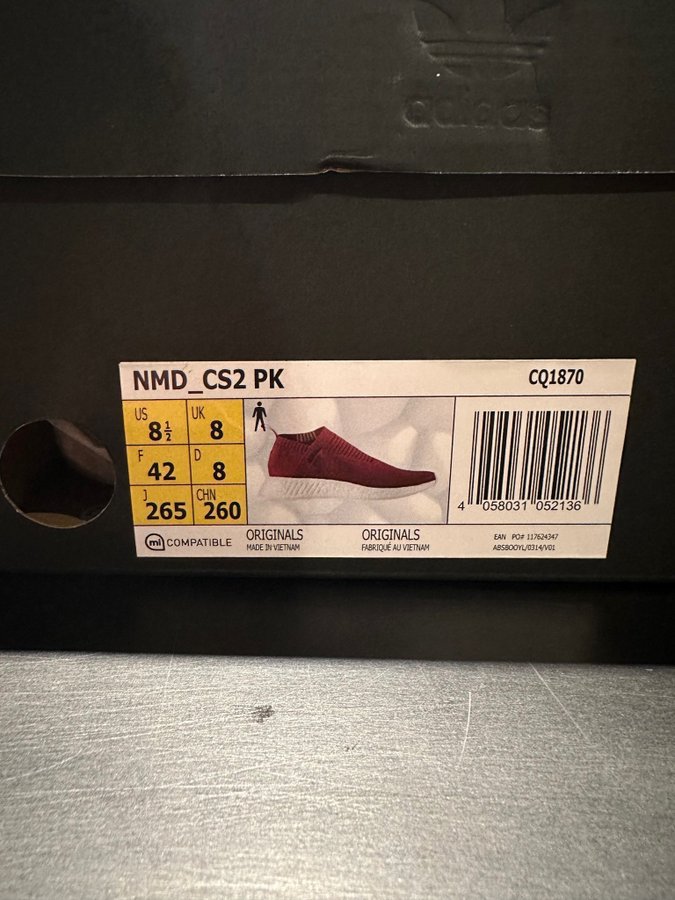 adidas
NMD_CS2 PK CQ1870
US 8½ UK 8
F 42 D 8
J 265 CHN 260
4 058031 052136
mi COMPATIBLE
ORIGINALS
MADE IN VIETNAM
ORIGINALS
FABRIQUÉ AU VIETNAM
EAN PO# 117624347
ABSBOOYL/0314/V01